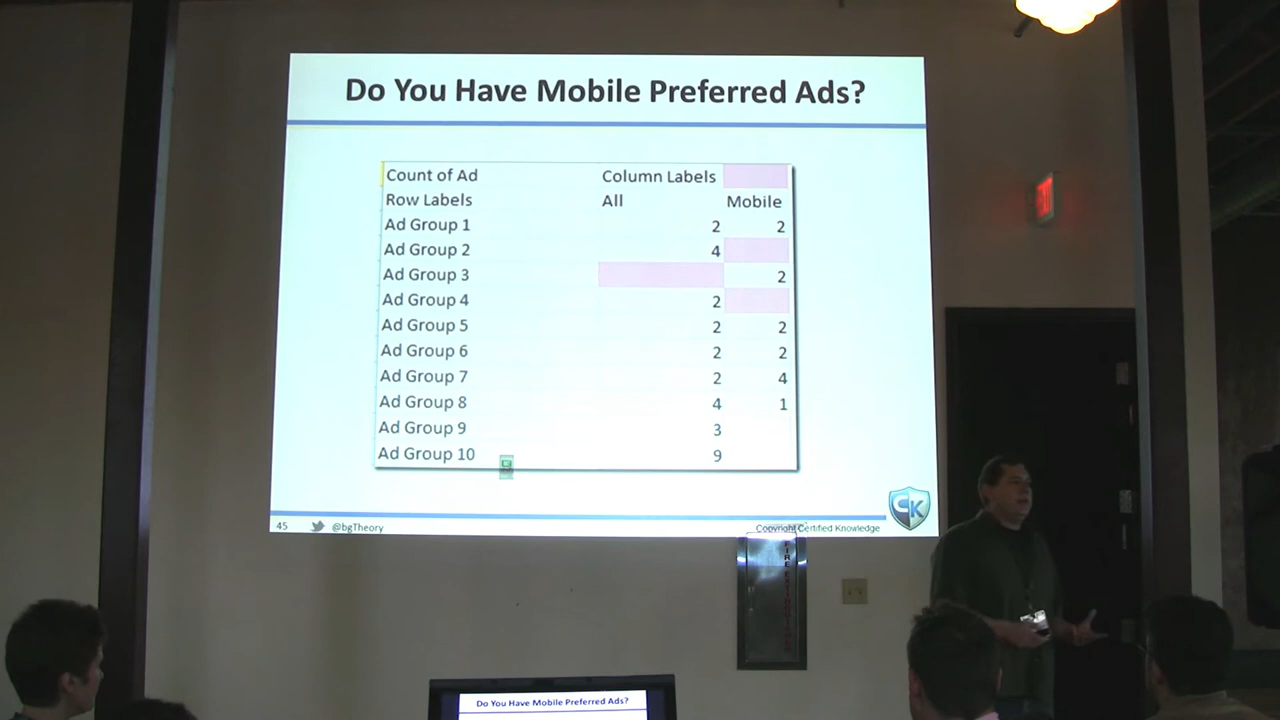 Do You Have Mobile Preferred Ads?
Count of Ad Column Labels
Row Labels All Mobile
Ad Group 1 2 2
Ad Group 2 4
Ad Group 3 2
Ad Group 4 2
Ad Group 5 2 2
Ad Group 6 2 2
Ad Group 7 2 4
Ad Group 8 4 1
Ad Group 9 3
Ad Group 10 9
CK
45 @bgTheory Copyright Certified Knowledge
EXIT
FIRE EXTINGUISHER
Do You Have Mobile Preferred Ads?